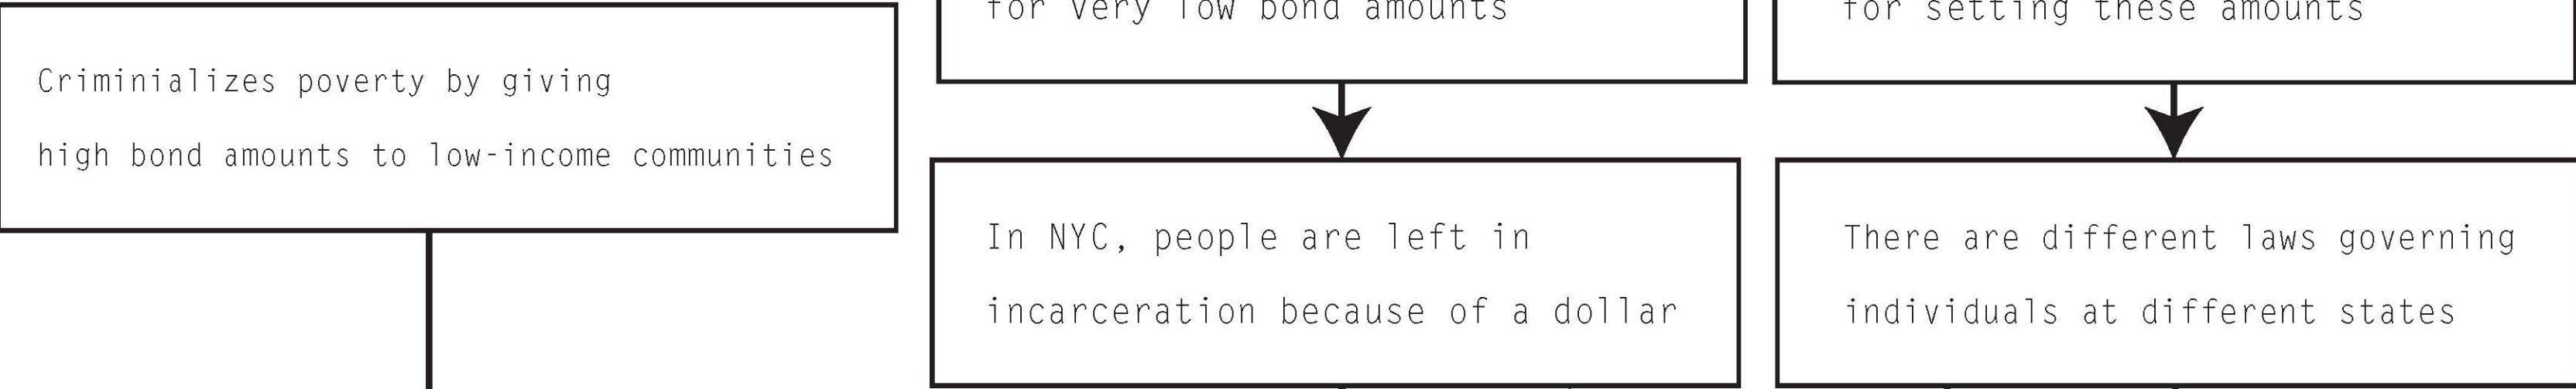 for very low bond amounts
for setting these amounts
Criminializes poverty by giving
high bond amounts to low-income communities
In NYC, people are left in
incarceration because of a dollar
There are different laws governing
individuals at different states